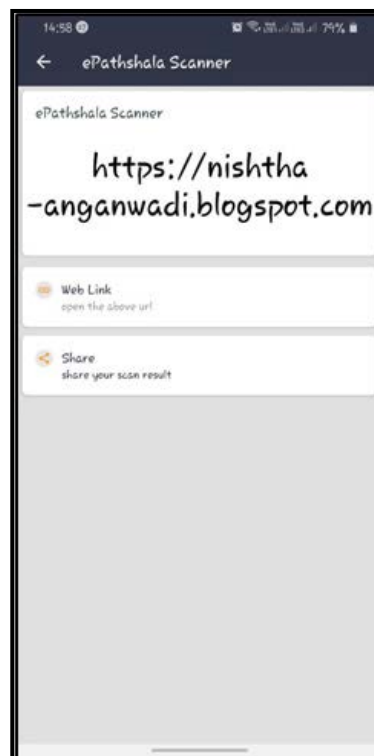 14:58 79%
ePathshala Scanner
ePathshala Scanner
https://nishtha
-anganwadi.blogspot.com
Web Link
open the above url
Share
share your scan result